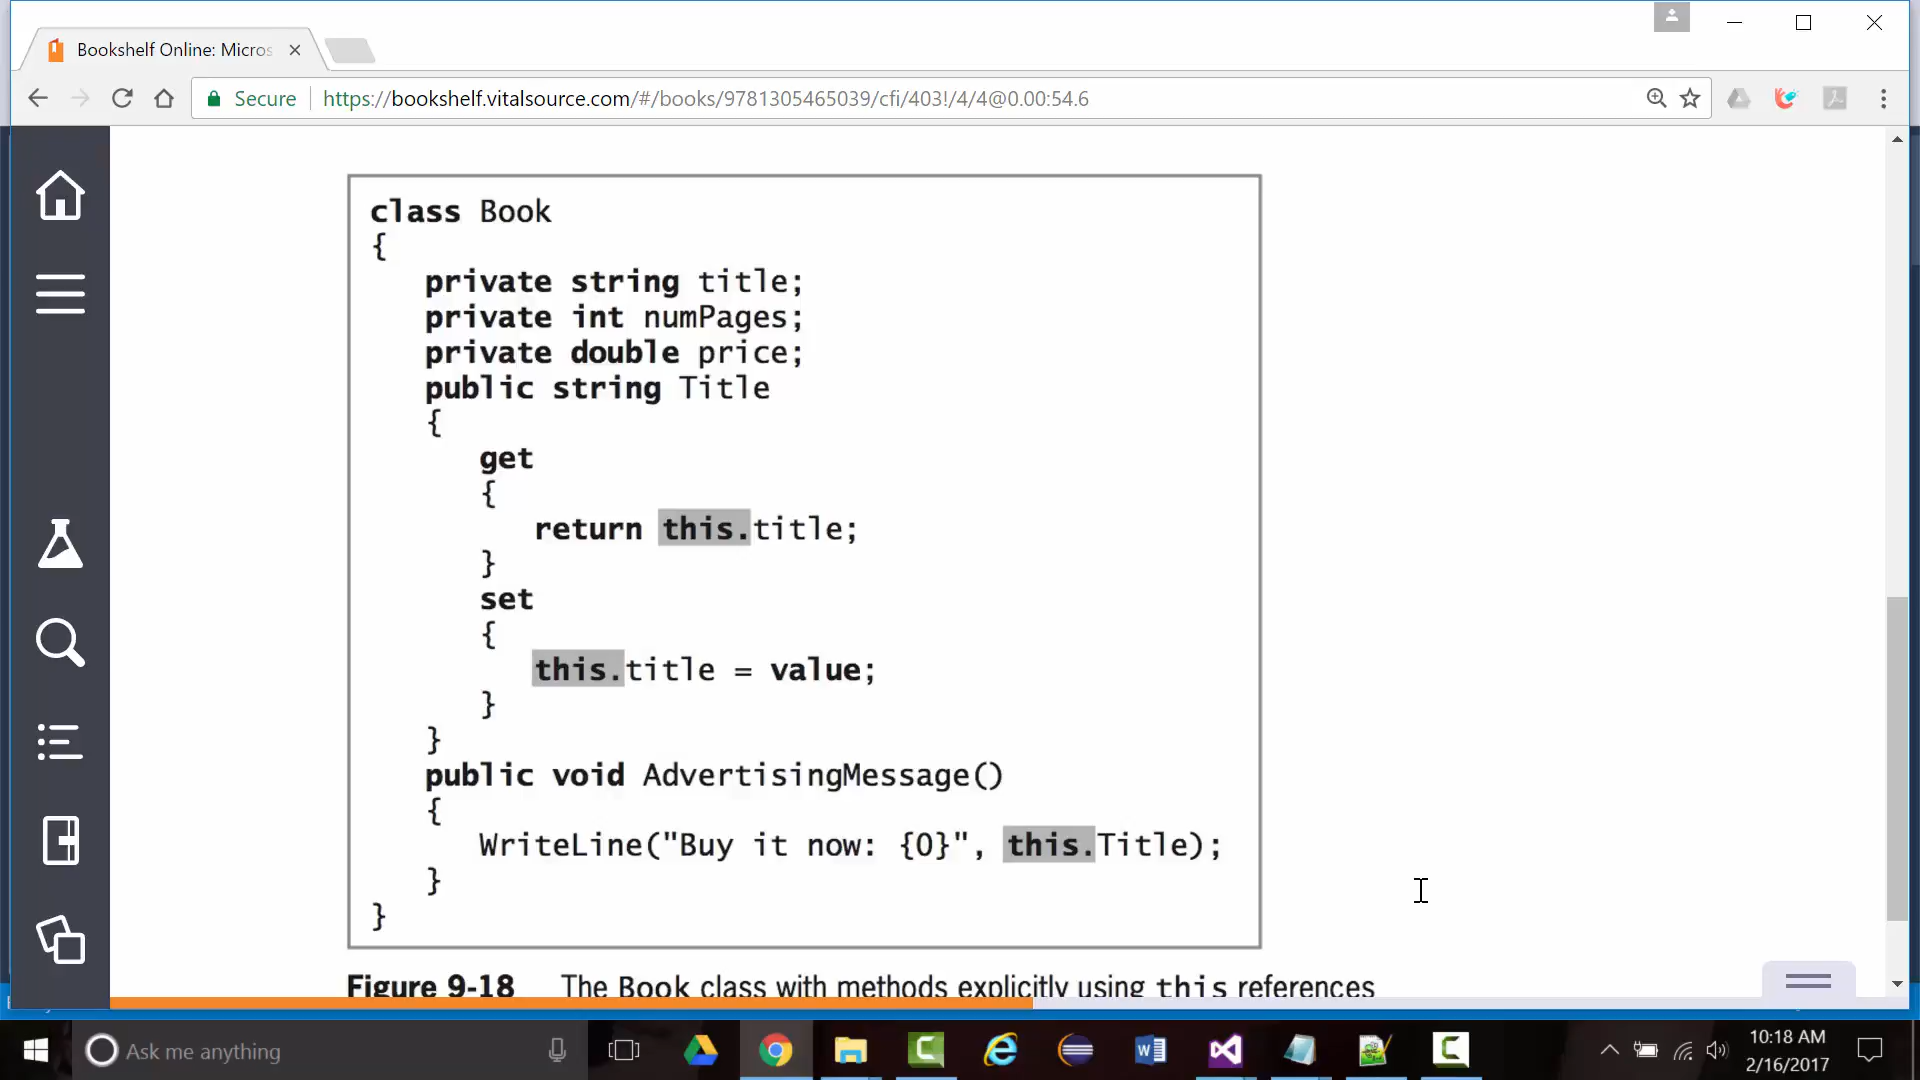 Bookshelf Online: Micros
Secure https://bookshelf.vitalsource.com/#/books/9781305465039/cfi/403!/4/4@0.00:54.6
class Book
{
private string title;
private int numPages;
private double price;
public string Title
{
get
{
return this.title;
}
set
{
this.title = value;
}
}
public void AdvertisingMessage()
{
WriteLine("Buy it now: {0}", this.Title);
}
}
Figure 9-18 The Book class with methods explicitly using this references
Ask me anything
10:18 AM
2/16/2017